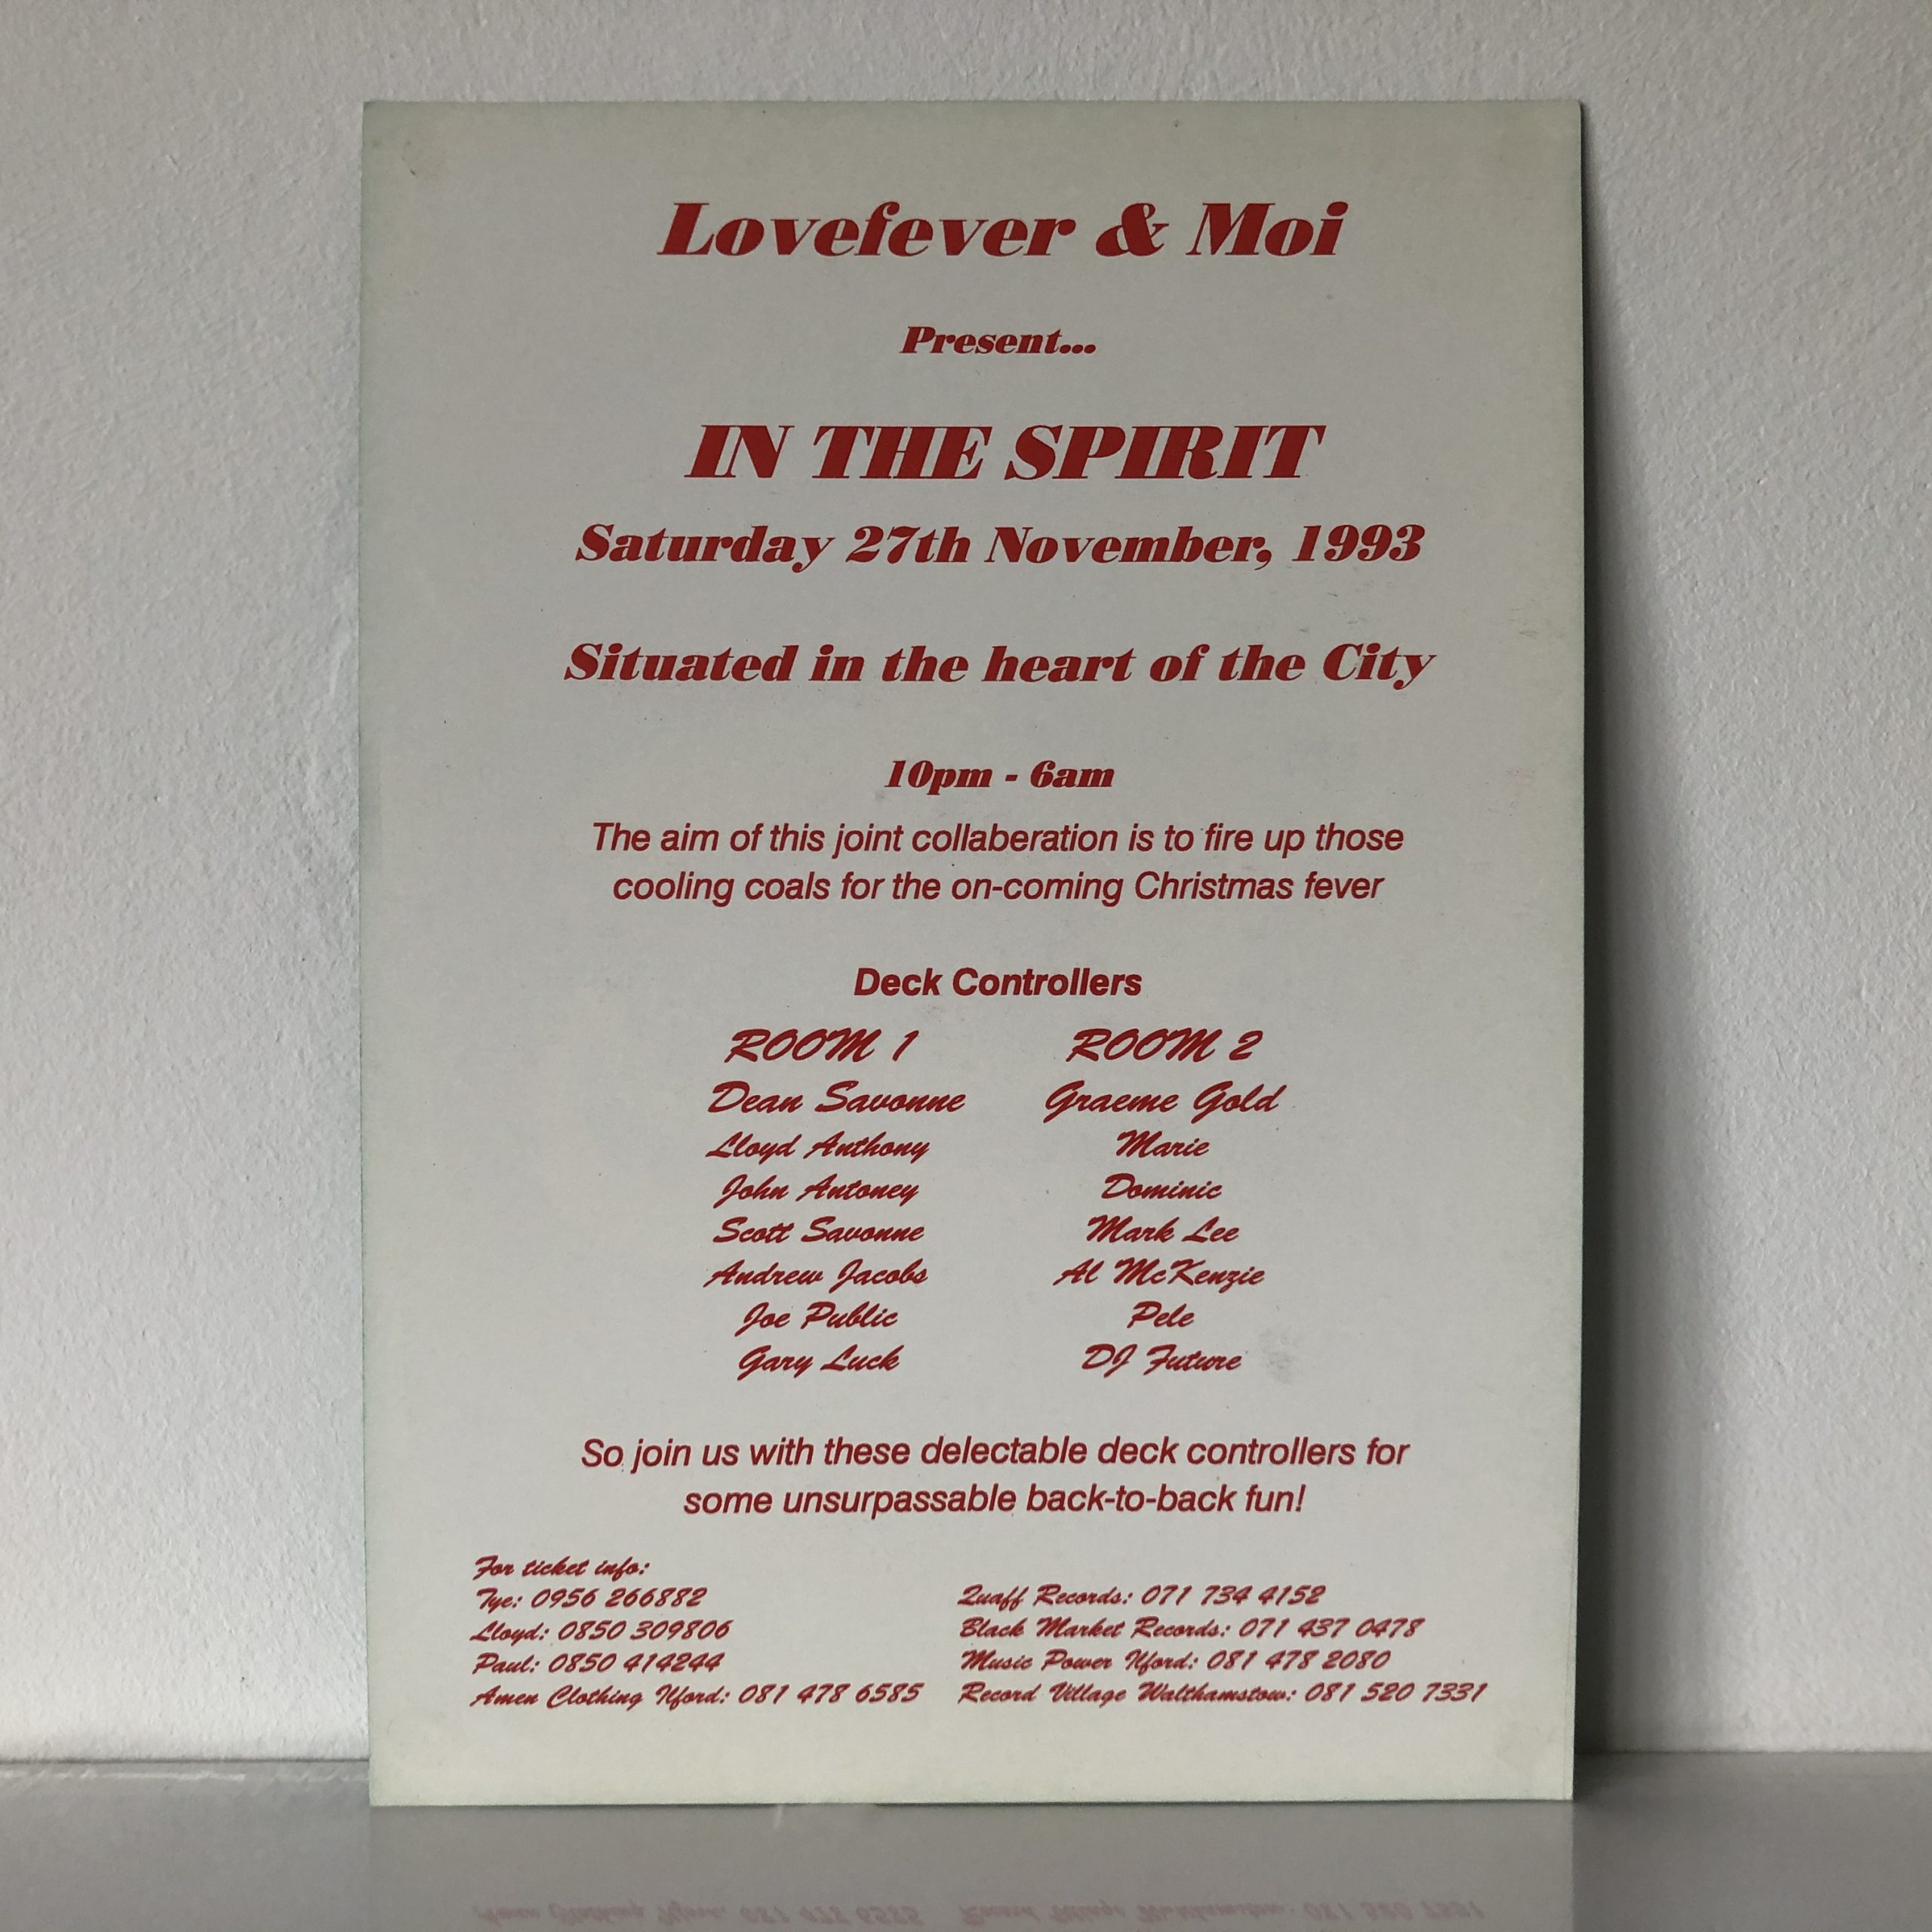 Lovefever & Moi
Present...
IN THE SPIRIT
Saturday 27th November, 1993
Situated in the heart of the City
10pm - 6am
The aim of this joint collaberation is to fire up those
cooling coals for the on-coming Christmas fever
Deck Controllers
ROOM 1 ROOM 2
Dean Savonne Graeme Gold
Lloyd Anthony Marie
John Antoney Dominic
Scott Savonne Mark Lee
Andrew Jacobs Al McKenzie
Joe Public Pele
Gary Luck DJ Future
So join us with these delectable deck controllers for
some unsurpassable back-to-back fun!
For ticket info:
Tye: 0956 266882 Quaff Records: 071 734 4152
Lloyd: 0850 309806 Black Market Records: 071 437 0478
Paul: 0850 414244 Music Power Ilford: 081 478 2080
Amen Clothing Ilford: 081 478 6585 Record Village Walthamstow: 081 520 7331